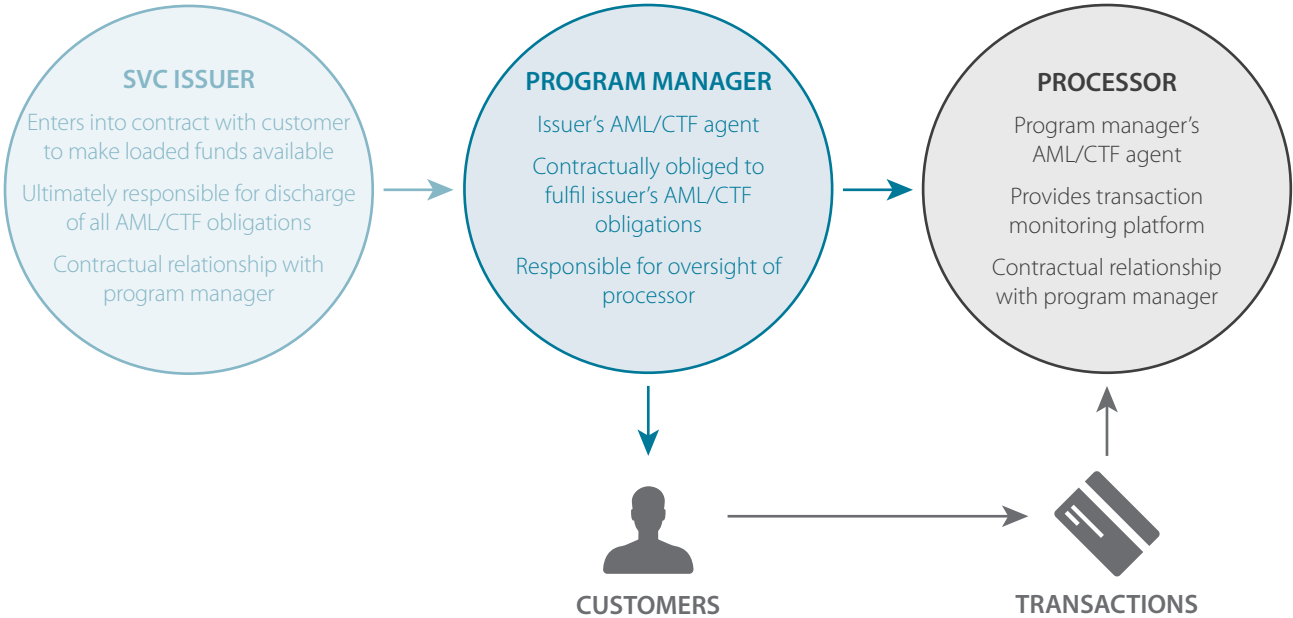 SVC ISSUER
Enters into contract with customer
to make loaded funds available
Ultimately responsible for discharge
of all AML/CTF obligations
Contractual relationship with
program manager
PROGRAM MANAGER
Issuer's AML/CTF agent
Contractually obliged to
fulfil issuer's AML/CTF
obligations
Responsible for oversight of
processor
PROCESSOR
Program manager's
AML/CTF agent
Provides transaction
monitoring platform
Contractual relationship
with program manager
CUSTOMERS
TRANSACTIONS